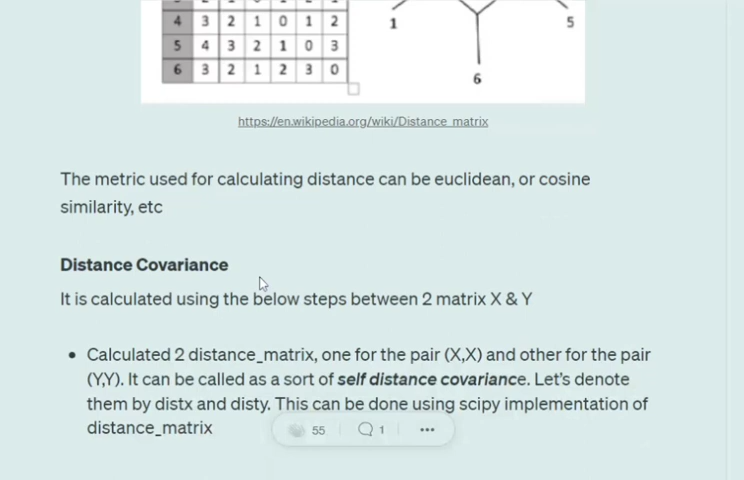 4 3 2 1 0 1 2
1
5
5 4 3 2 1 0 3
6 3 2 1 2 3 0
6
https://en.wikipedia.org/wiki/Distance_matrix
The metric used for calculating distance can be euclidean, or cosine
similarity, etc
Distance Covariance
It is calculated using the below steps between 2 matrix X & Y
• Calculated 2 distance_matrix, one for the pair (X,X) and other for the pair
(Y,Y). It can be called as a sort of self distance covariance. Let's denote
them by distx and disty. This can be done using scipy implementation of
distance_matrix
55
1